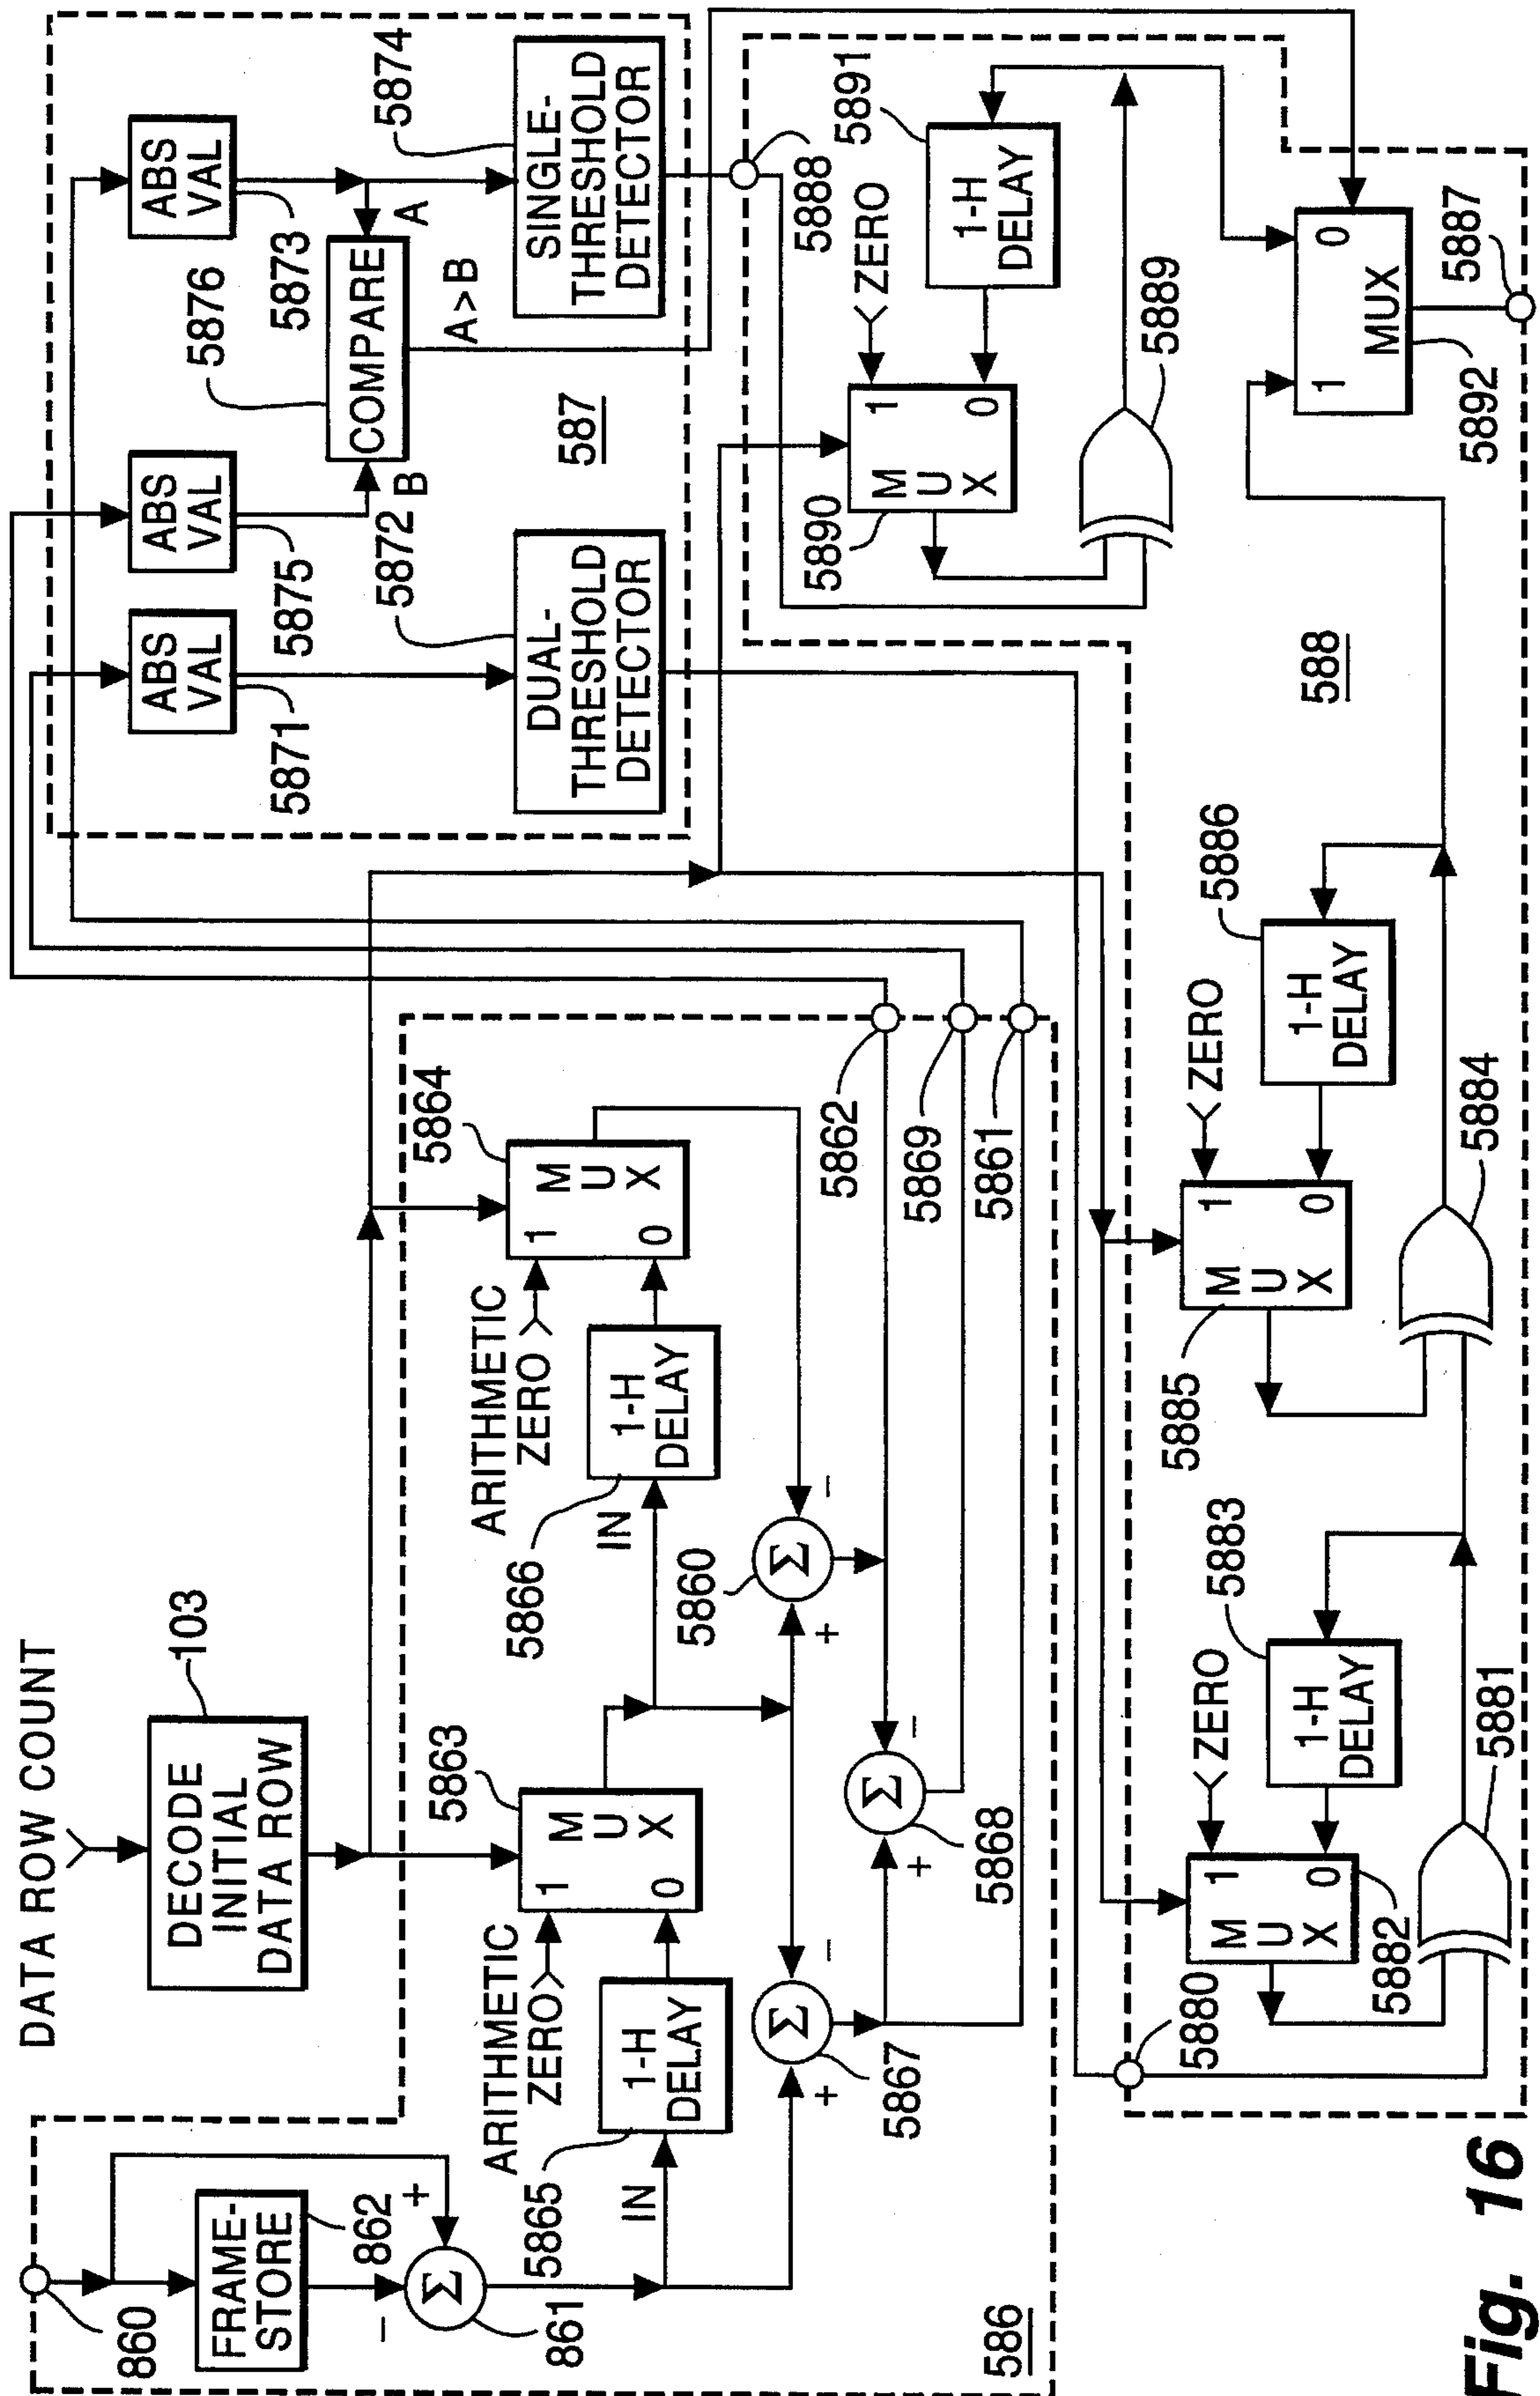 DATA ROW COUNT
DECODE
INITIAL
DATA ROW
103
860
FRAME-
STORE
862
+
−
Σ
861
586
ARITHMETIC
ZERO
1-H
DELAY
IN
5865
1
0
M
U
X
5863
ARITHMETIC
ZERO
1-H
DELAY
IN
5866
1
0
M
U
X
5864
Σ
+
−
5867
Σ
+
−
5860
Σ
+
−
5868
5862
5869
5861
ABS
VAL
5871
ABS
VAL
5875
ABS
VAL
5873
COMPARE
5876
A
B
A>B
DUAL-
THRESHOLD
DETECTOR
5872
SINGLE-
THRESHOLD
DETECTOR
5874
587
5888
ZERO
M
U
X
1
0
5890
1-H
DELAY
5891
5889
588
5880
ZERO
M
U
X
1
0
5882
1-H
DELAY
5883
5881
ZERO
M
U
X
1
0
5885
1-H
DELAY
5886
5884
1
0
MUX
5892
5887
Fig. 16